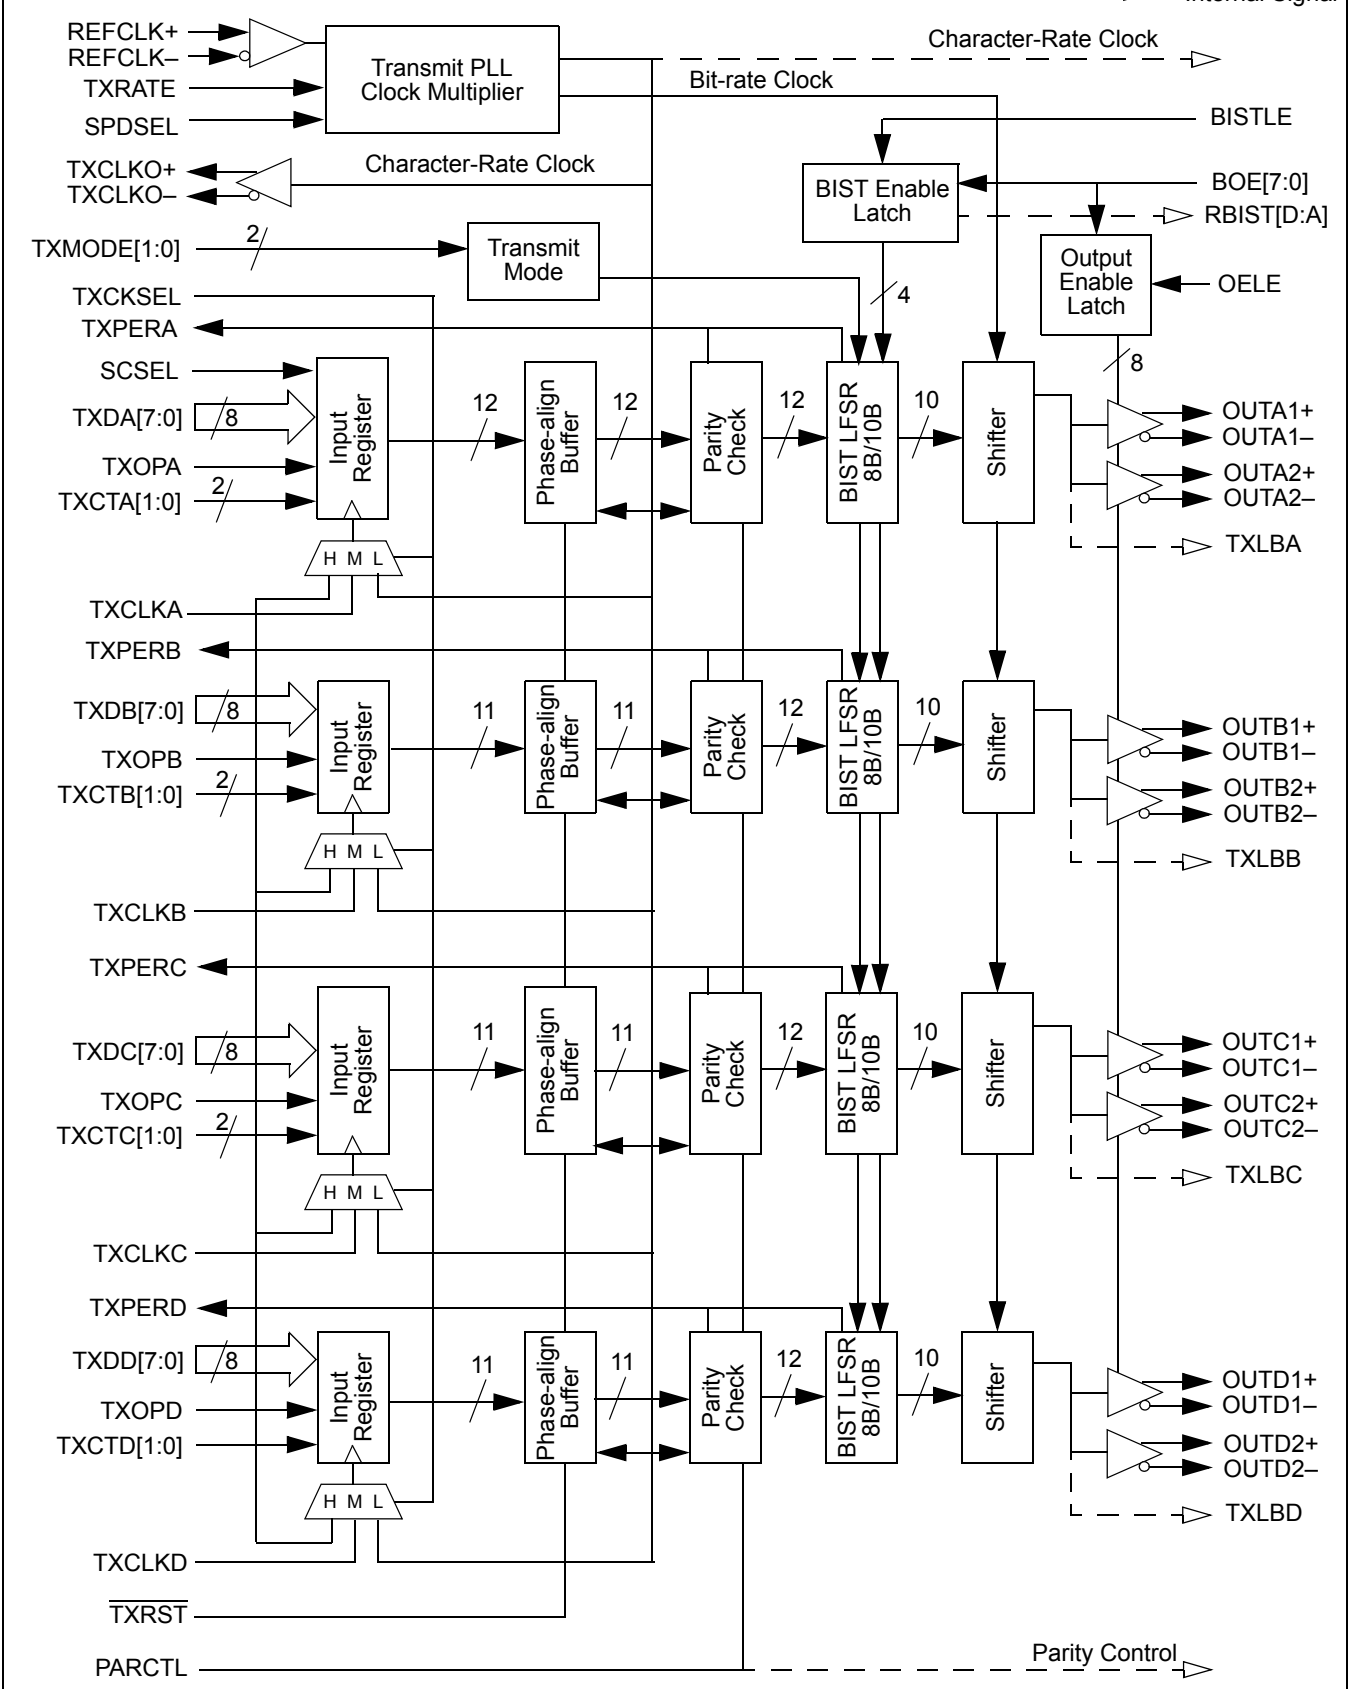 Internal Signal
REFCLK+
REFCLK–
TXRATE
SPDSEL
Transmit PLL
Clock Multiplier
Character-Rate Clock
Bit-rate Clock
BISTLE
TXCLKO+
TXCLKO–
Character-Rate Clock
BIST Enable
Latch
BOE[7:0]
RBIST[D:A]
TXMODE[1:0]
2
Transmit
Mode
Output
Enable
Latch
OELE
TXCKSEL
4
TXPERA
8
SCSEL
TXDA[7:0]
8
TXOPA
TXCTA[1:0]
2
Input
Register
12
Phase-align
Buffer
12
Parity
Check
12
BIST LFSR
8B/10B
10
Shifter
OUTA1+
OUTA1–
OUTA2+
OUTA2–
TXLBA
H M L
TXCLKA
TXPERB
TXDB[7:0]
8
TXOPB
TXCTB[1:0]
2
Input
Register
11
Phase-align
Buffer
11
Parity
Check
12
BIST LFSR
8B/10B
10
Shifter
OUTB1+
OUTB1–
OUTB2+
OUTB2–
TXLBB
H M L
TXCLKB
TXPERC
TXDC[7:0]
8
TXOPC
TXCTC[1:0]
2
Input
Register
11
Phase-align
Buffer
11
Parity
Check
12
BIST LFSR
8B/10B
10
Shifter
OUTC1+
OUTC1–
OUTC2+
OUTC2–
TXLBC
H M L
TXCLKC
TXPERD
TXDD[7:0]
8
TXOPD
TXCTD[1:0]
Input
Register
11
Phase-align
Buffer
11
Parity
Check
12
BIST LFSR
8B/10B
10
Shifter
OUTD1+
OUTD1–
OUTD2+
OUTD2–
TXLBD
H M L
TXCLKD
TXRST
PARCTL
Parity Control